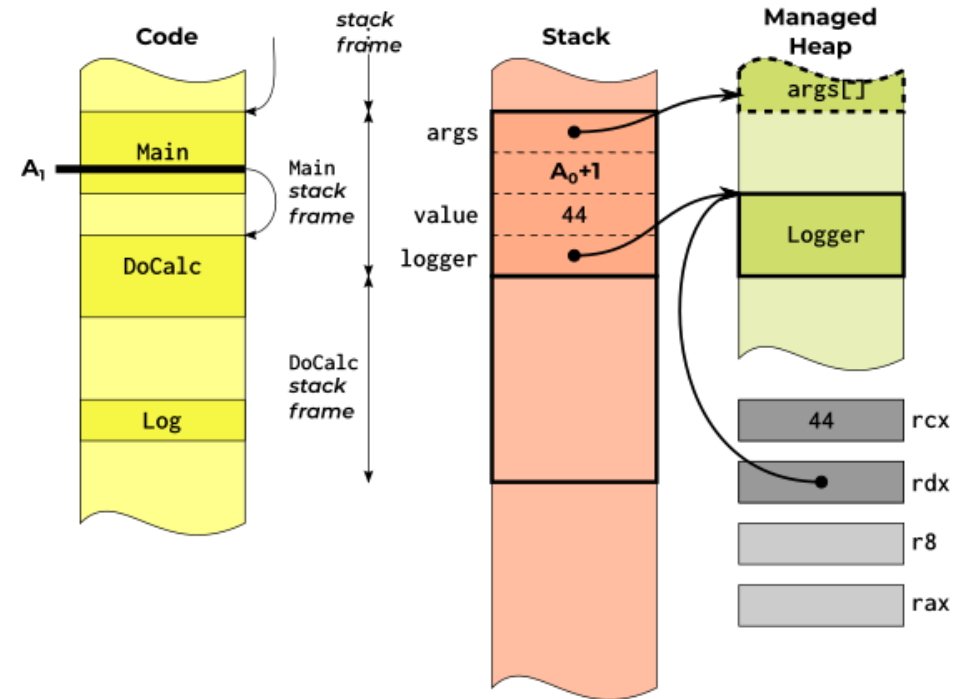 Code
stack
frame
Stack
Managed
Heap
args[]
args
Main
A₁
Main
stack
frame
A₀+1
value
44
logger
Logger
DoCalc
DoCalc
stack
frame
Log
44
rcx
rdx
r8
rax